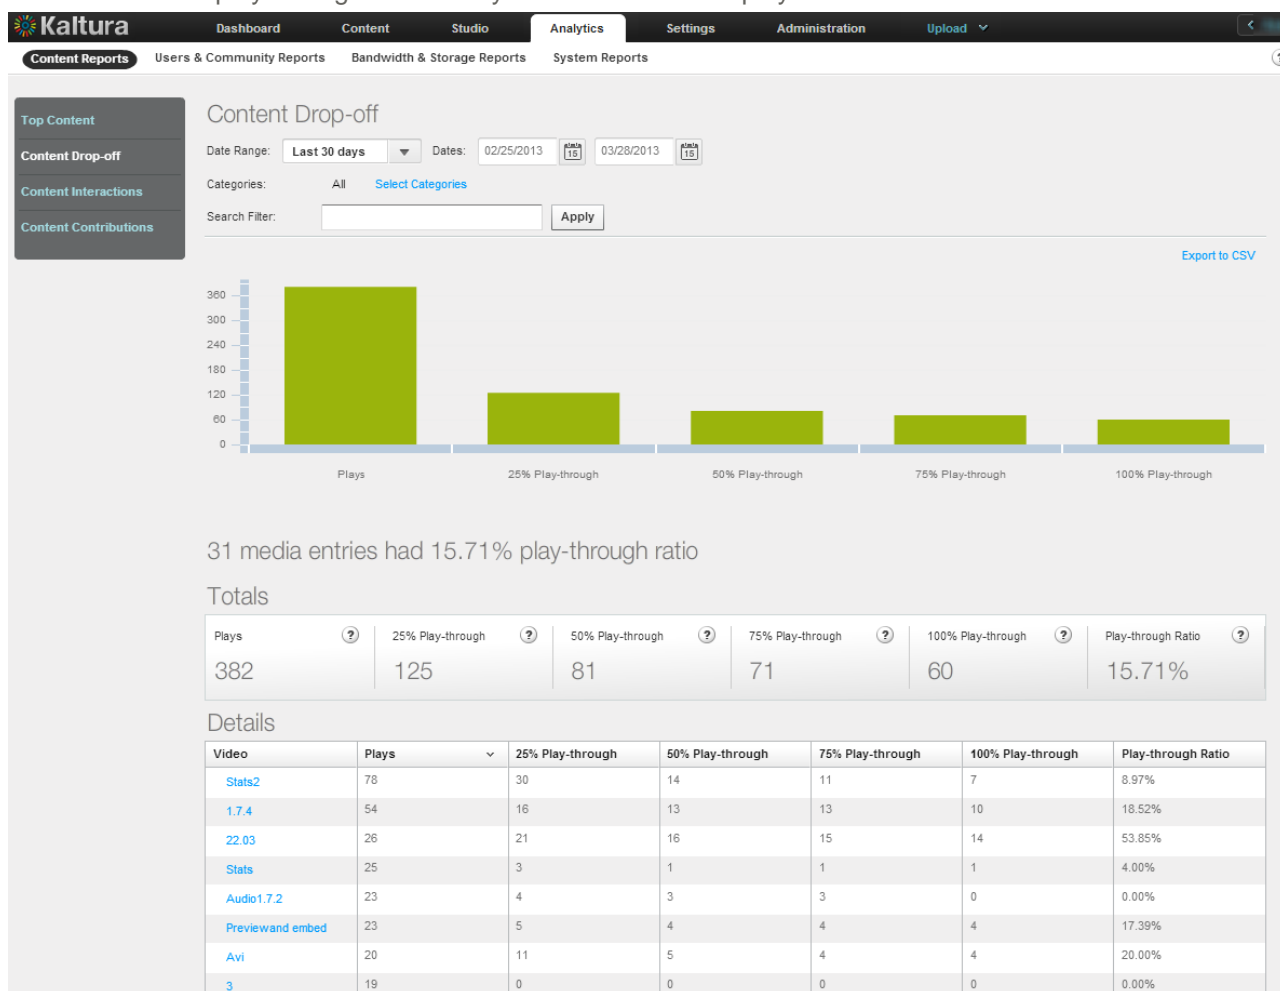 Kaltura Dashboard Content Studio Analytics Settings Administration Upload
Content Reports Users & Community Reports Bandwidth & Storage Reports System Reports
Top Content
Content Drop-off
Content Interactions
Content Contributions
Content Drop-off
Date Range: Last 30 days Dates: 02/25/2013 15 03/28/2013 15
Categories: All Select Categories
Search Filter: Apply
Export to CSV
360
300
240
180
120
60
0
Plays 25% Play-through 50% Play-through 75% Play-through 100% Play-through
31 media entries had 15.71% play-through ratio
Totals
Plays ? 25% Play-through ? 50% Play-through ? 75% Play-through ? 100% Play-through ? Play-through Ratio ?
382 125 81 71 60 15.71%
Details
Video Plays 25% Play-through 50% Play-through 75% Play-through 100% Play-through Play-through Ratio
Stats2 78 30 14 11 7 8.97%
1.7.4 54 16 13 13 10 18.52%
22.03 26 21 16 15 14 53.85%
Stats 25 3 1 1 1 4.00%
Audio1.7.2 23 4 3 3 0 0.00%
Previewand embed 23 5 4 4 4 17.39%
Avi 20 11 5 4 4 20.00%
3 19 0 0 0 0 0.00%